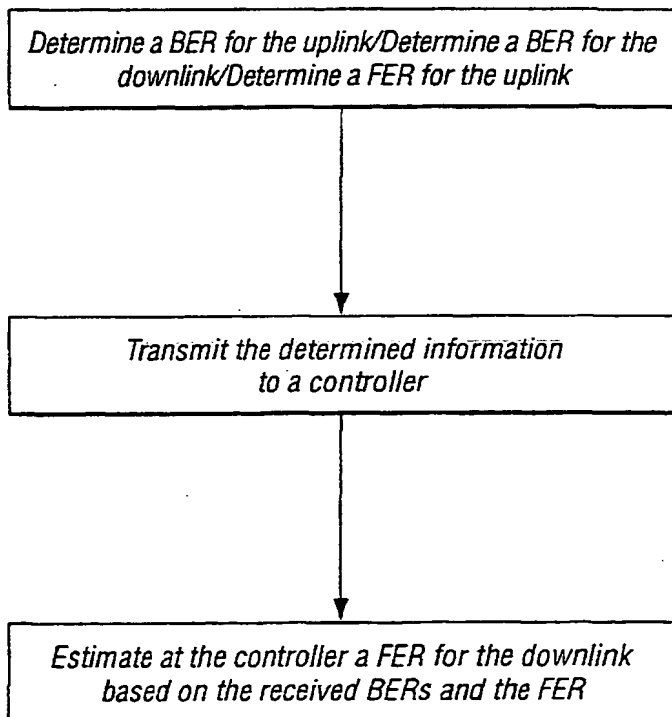 Determine a BER for the uplink/Determine a BER for the
downlink/Determine a FER for the uplink
Transmit the determined information
to a controller
Estimate at the controller a FER for the downlink
based on the received BERs and the FER